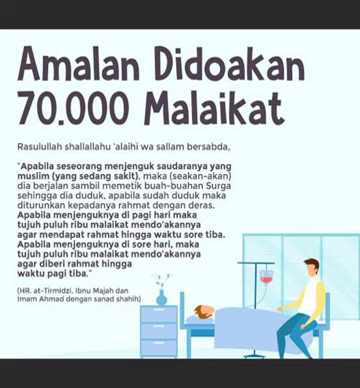 Amalan Didoakan
70.000 Malaikat
Rasulullah shallallahu 'alaihi wa sallam bersabda,
"Apabila seseorang menjenguk saudaranya yang
muslim (yang sedang sakit), maka (seakan-akan)
dia berjalan sambil memetik buah-buahan Surga
sehingga dia duduk, apabila sudah duduk maka
diturunkan kepadanya rahmat dengan deras.
Apabila menjenguknya di pagi hari maka
tujuh puluh ribu malaikat mendo'akannya
agar mendapat rahmat hingga waktu sore tiba.
Apabila menjenguknya di sore hari, maka
tujuh puluh ribu malaikat mendo'akannya
agar diberi rahmat hingga
waktu pagi tiba."
(HR. at-Tirmidzi, Ibnu Majah dan
Imam Ahmad dengan sanad shahih)